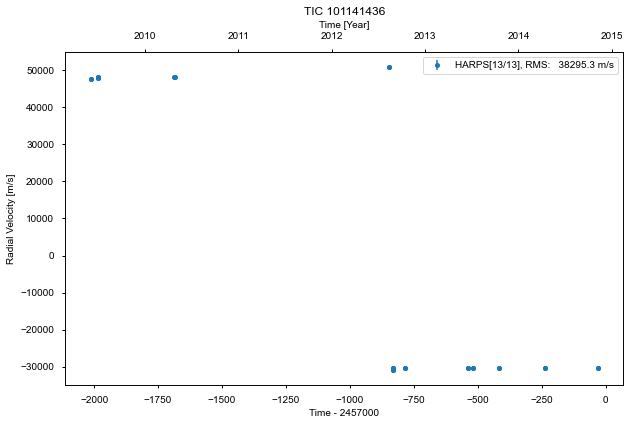 TIC 101141436
Time [Year]
2010 2011 2012 2013 2014 2015
HARPS[13/13], RMS: 38295.3 m/s
Radial Velocity [m/s]
50000
40000
30000
20000
10000
0
−10000
−20000
−30000
−2000 −1750 −1500 −1250 −1000 −750 −500 −250 0
Time - 2457000